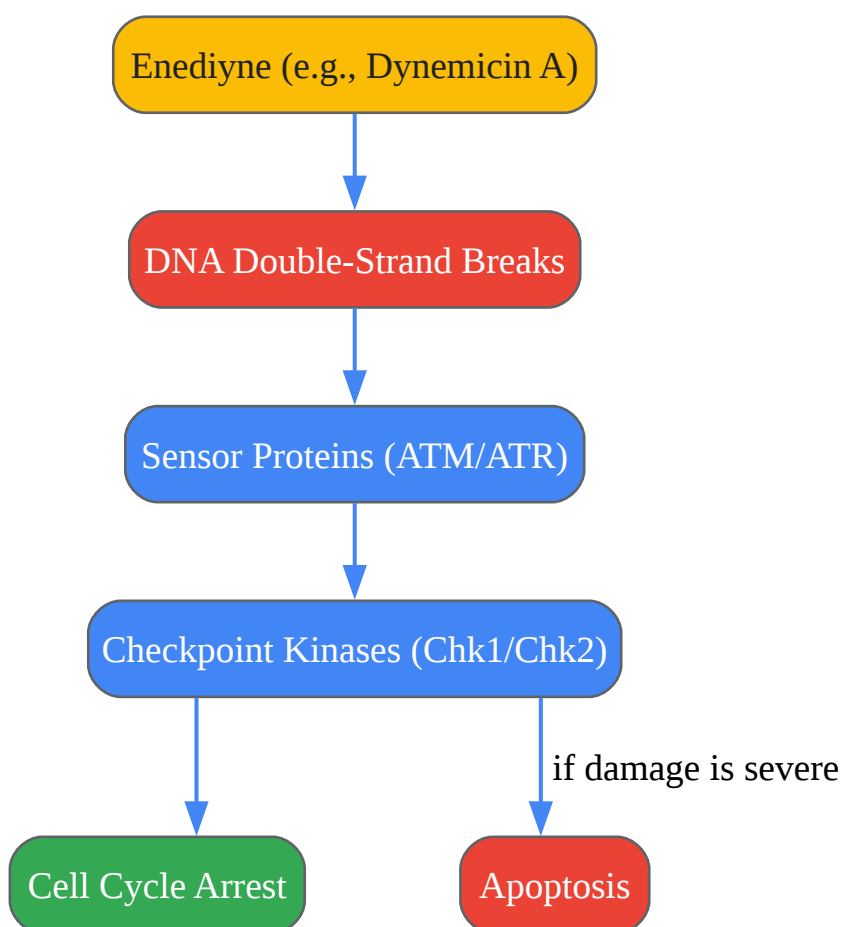 Enediyne (e.g., Dynemicin A)
DNA Double-Strand Breaks
Sensor Proteins (ATM/ATR)
Checkpoint Kinases (Chk1/Chk2)
if damage is severe
Cell Cycle Arrest
Apoptosis